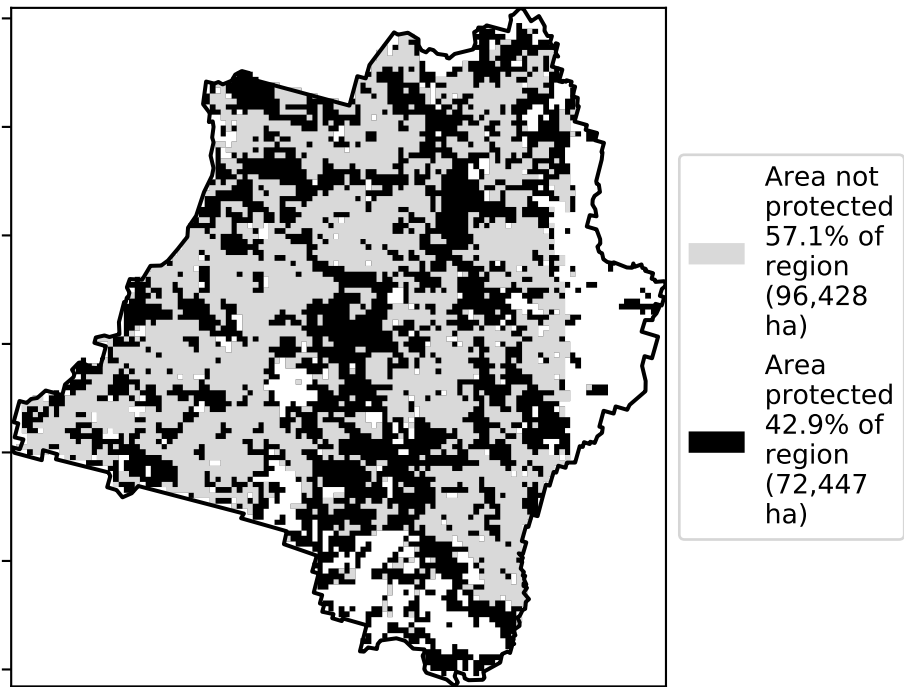 Area not
protected
57.1% of
region
(96,428
ha)
Area
protected
42.9% of
region
(72,447
ha)